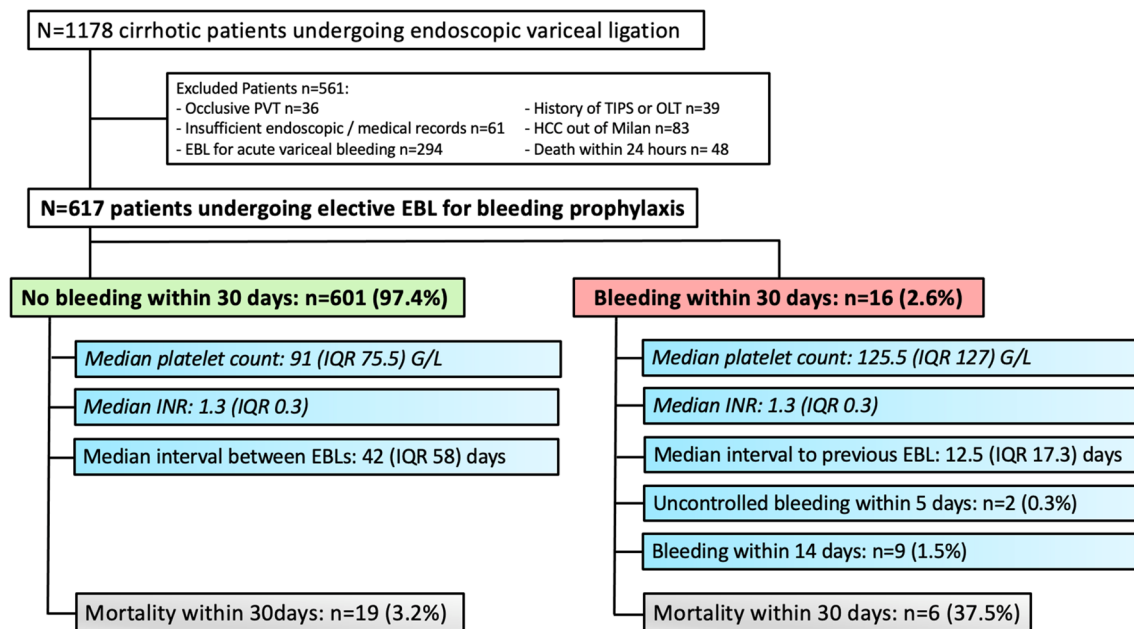 N=1178 cirrhotic patients undergoing endoscopic variceal ligation
Excluded Patients n=561:
- Occlusive PVT n=36
- Insufficient endoscopic / medical records n=61
- EBL for acute variceal bleeding n=294
- History of TIPS or OLT n=39
- HCC out of Milan n=83
- Death within 24 hours n= 48
N=617 patients undergoing elective EBL for bleeding prophylaxis
No bleeding within 30 days: n=601 (97.4%)
Median platelet count: 91 (IQR 75.5) G/L
Median INR: 1.3 (IQR 0.3)
Median interval between EBLs: 42 (IQR 58) days
Mortality within 30days: n=19 (3.2%)
Bleeding within 30 days: n=16 (2.6%)
Median platelet count: 125.5 (IQR 127) G/L
Median INR: 1.3 (IQR 0.3)
Median interval to previous EBL: 12.5 (IQR 17.3) days
Uncontrolled bleeding within 5 days: n=2 (0.3%)
Bleeding within 14 days: n=9 (1.5%)
Mortality within 30 days: n=6 (37.5%)